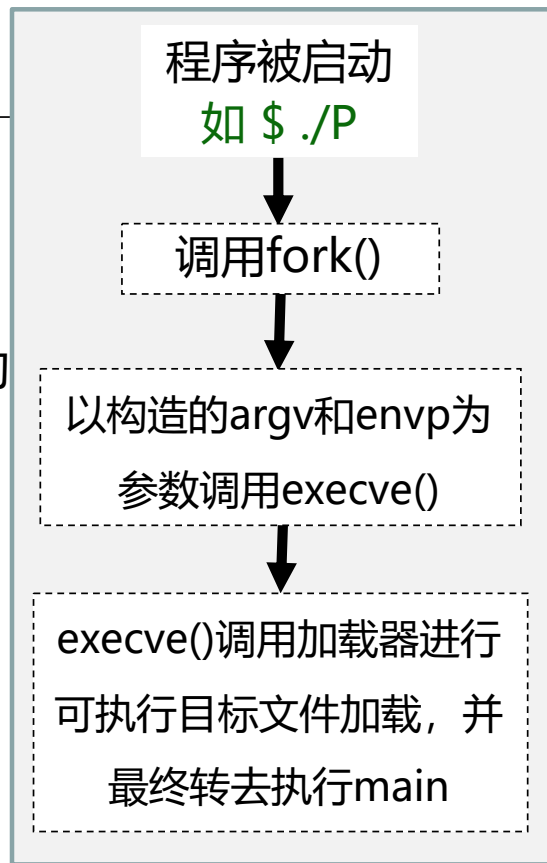 程序被启动
如 $ ./P
调用fork()
以构造的argv和envp为
参数调用execve()
execve()调用加载器进行
可执行目标文件加载，并
最终转去执行main